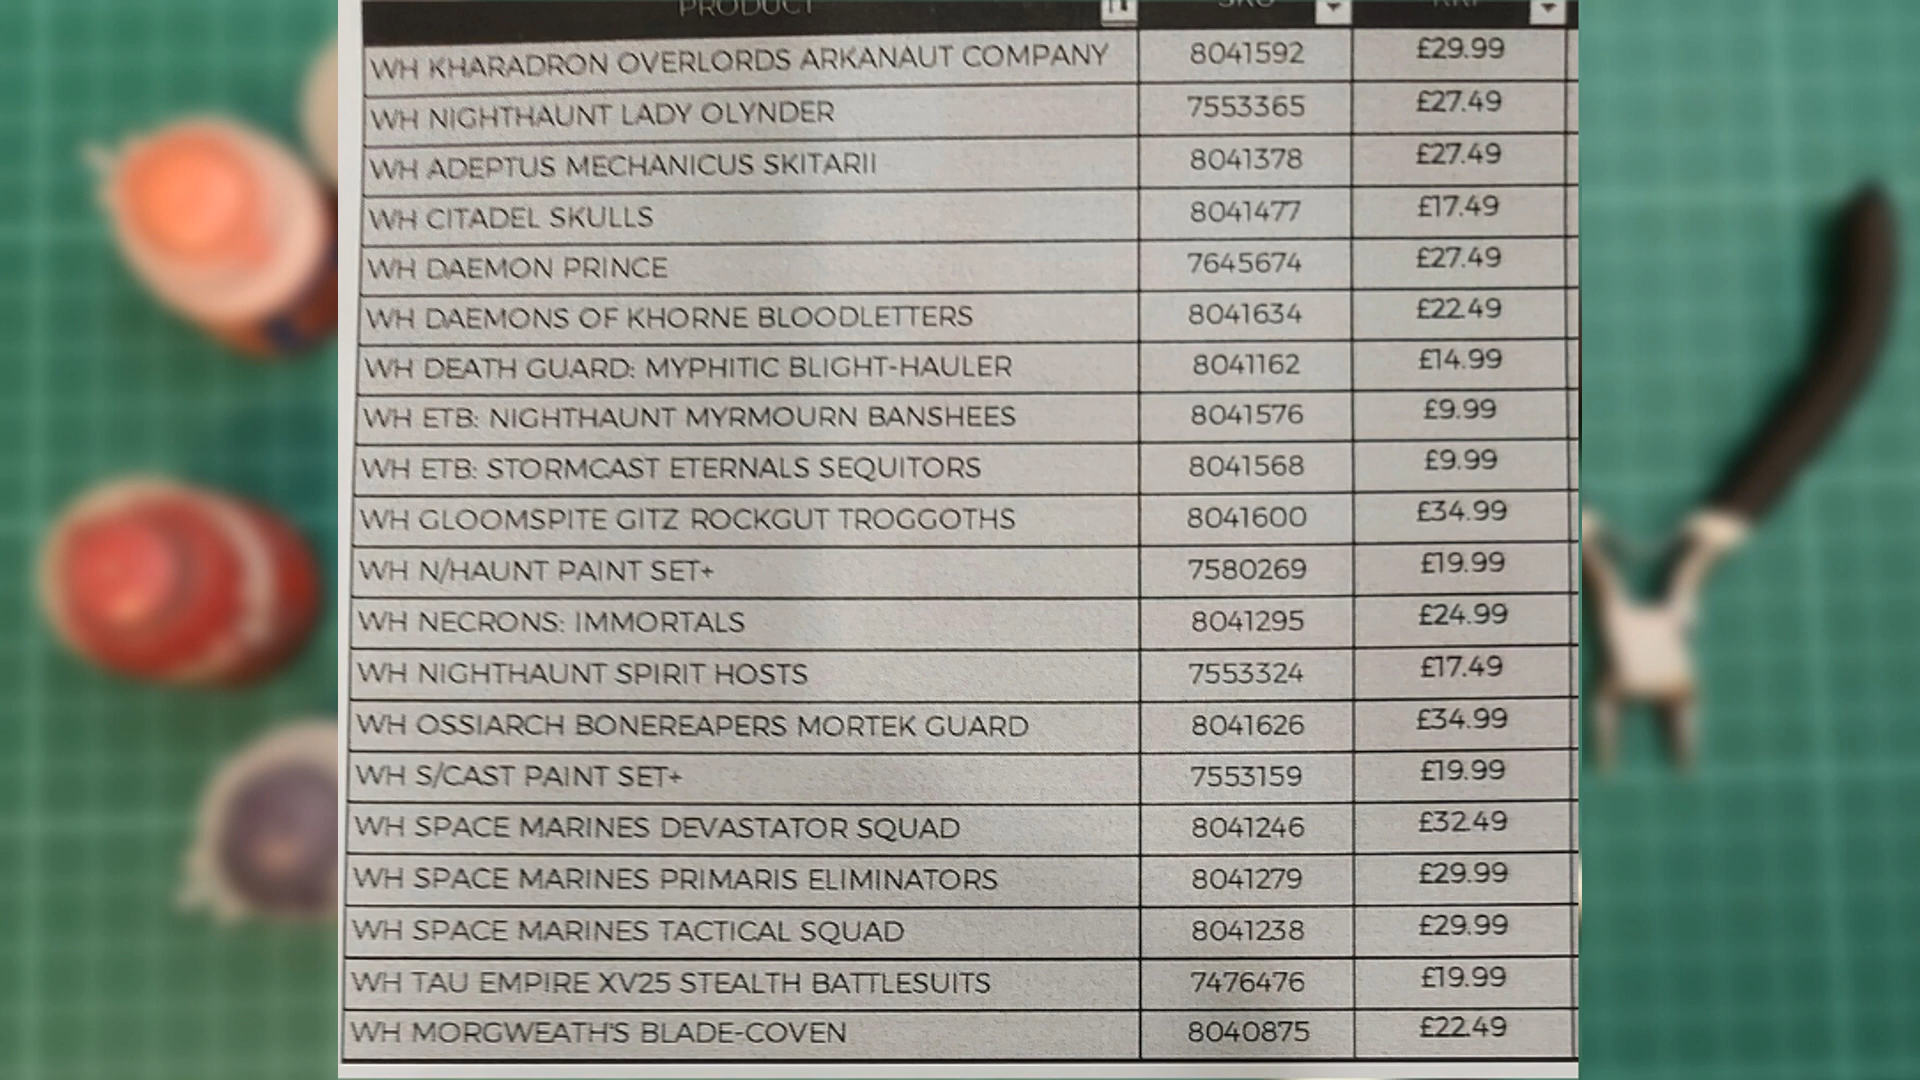 PRODUCT SKU RRP
WH KHARADRON OVERLORDS ARKANAUT COMPANY 8041592 £29.99
WH NIGHTHAUNT LADY OLYNDER 7553365 £27.49
WH ADEPTUS MECHANICUS SKITARII 8041378 £27.49
WH CITADEL SKULLS 8041477 £17.49
WH DAEMON PRINCE 7645674 £27.49
WH DAEMONS OF KHORNE BLOODLETTERS 8041634 £22.49
WH DEATH GUARD: MYPHITIC BLIGHT-HAULER 8041162 £14.99
WH ETB: NIGHTHAUNT MYRMOURN BANSHEES 8041576 £9.99
WH ETB: STORMCAST ETERNALS SEQUITORS 8041568 £9.99
WH GLOOMSPITE GITZ ROCKGUT TROGGOTHS 8041600 £34.99
WH N/HAUNT PAINT SET+ 7580269 £19.99
WH NECRONS: IMMORTALS 8041295 £24.99
WH NIGHTHAUNT SPIRIT HOSTS 7553324 £17.49
WH OSSIARCH BONEREAPERS MORTEK GUARD 8041626 £34.99
WH S/CAST PAINT SET+ 7553159 £19.99
WH SPACE MARINES DEVASTATOR SQUAD 8041246 £32.49
WH SPACE MARINES PRIMARIS ELIMINATORS 8041279 £29.99
WH SPACE MARINES TACTICAL SQUAD 8041238 £29.99
WH TAU EMPIRE XV25 STEALTH BATTLESUITS 7476476 £19.99
WH MORGWEATH'S BLADE-COVEN 8040875 £22.49